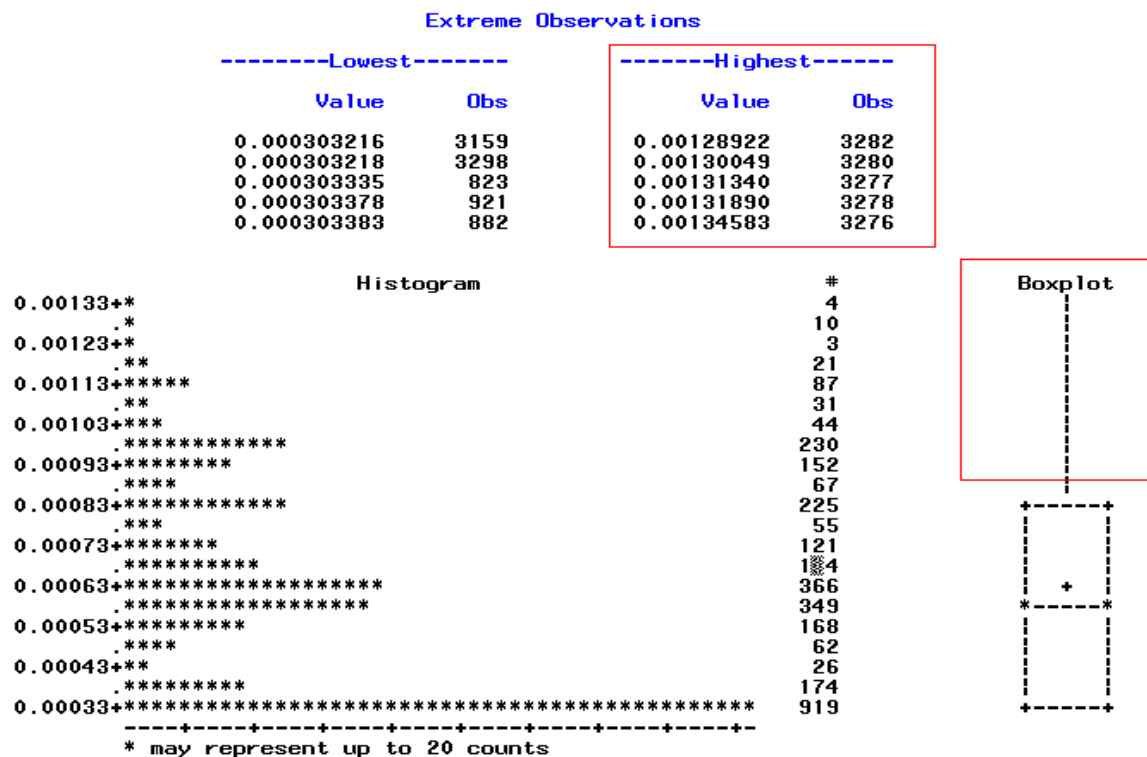 Extreme Observations
--------Lowest------- -------Highest------
Value Obs Value Obs
0.000303216 3159 0.00128922 3282
0.000303218 3298 0.00130049 3280
0.000303335 823 0.00131340 3277
0.000303378 921 0.00131890 3278
0.000303383 882 0.00134583 3276
Histogram # Boxplot
0.00133+* 4
.* 10
0.00123+* 3
.** 21
0.00113+***** 87
.** 31
0.00103+*** 44
.************ 230
0.00093+******** 152
.**** 67
0.00083+************ 225
.*** 55
0.00073+******* 121
.**********
0.00063+******************* 366
.****************** 349
0.00053+********* 168
.**** 62
0.00043+** 26
.********* 174
0.00033+********************************************** 919
----+----+----+----+----+----+----+----+----+-
* may represent up to 20 counts